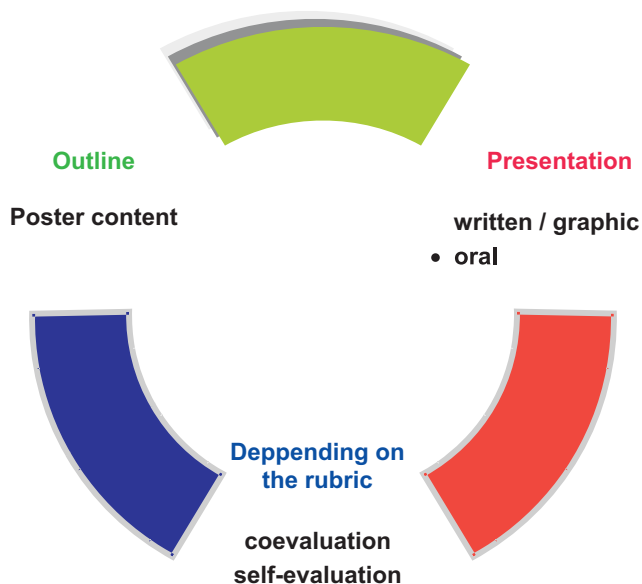 Outline
Poster content
Presentation
written / graphic
• oral
Deppending on
the rubric
coevaluation
self-evaluation